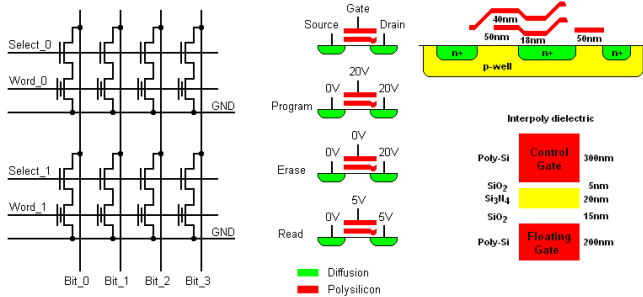 Select_0
Word_0
GND
Select_1
Word_1
GND
Bit_0 Bit_1 Bit_2 Bit_3
Gate
Source Drain
20V
0V 20V
Program
0V
0V 20V
Erase
5V
0V 5V
Read
Diffusion
Polysilicon
40nm
50nm 18nm 50nm
n+ n+ n+
p-well
Interpoly dielectric
Poly-Si Control Gate 300nm
SiO₂ 5nm
Si₃N₄ 20nm
SiO₂ 15nm
Poly-Si Floating Gate 200nm